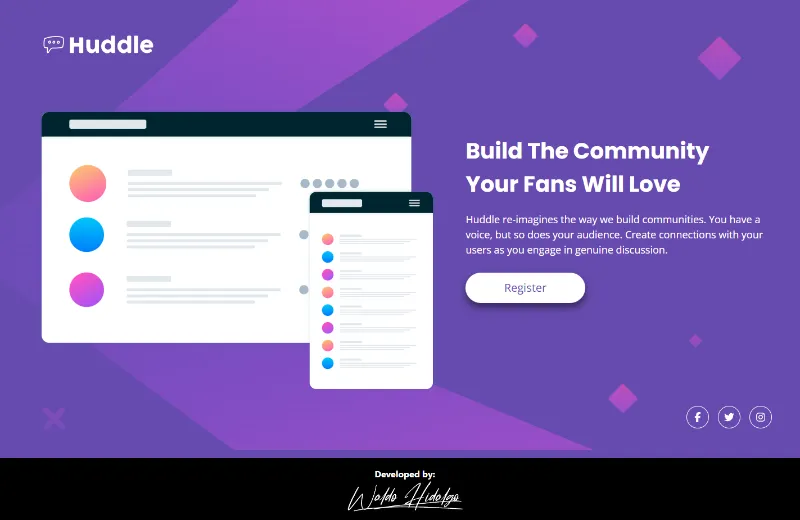 Huddle
Build The Community
Your Fans Will Love
Huddle re-imagines the way we build communities. You have a
voice, but so does your audience. Create connections with your
users as you engage in genuine discussion.
Register
Developed by:
Waldo Hidalgo